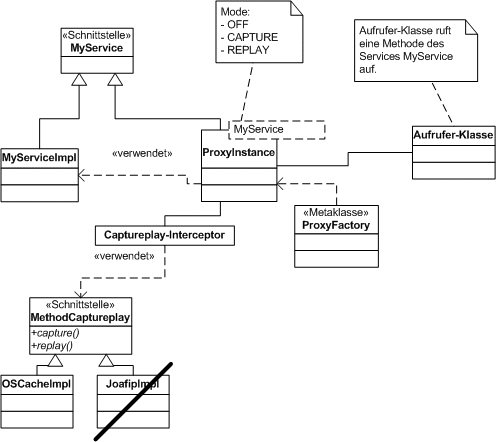 «Schnittstelle»
MyService
Mode:
- OFF
- CAPTURE
- REPLAY
Aufrufer-Klasse ruft
eine Methode des
Services MyService
auf.
MyService
MyServiceImpl
«verwendet»
ProxyInstance
Aufrufer-Klasse
«Metaklasse»
ProxyFactory
Captureplay-Interceptor
«verwendet»
«Schnittstelle»
MethodCaptureplay
+capture()
+replay()
OSCacheImpl
JoafipImpl